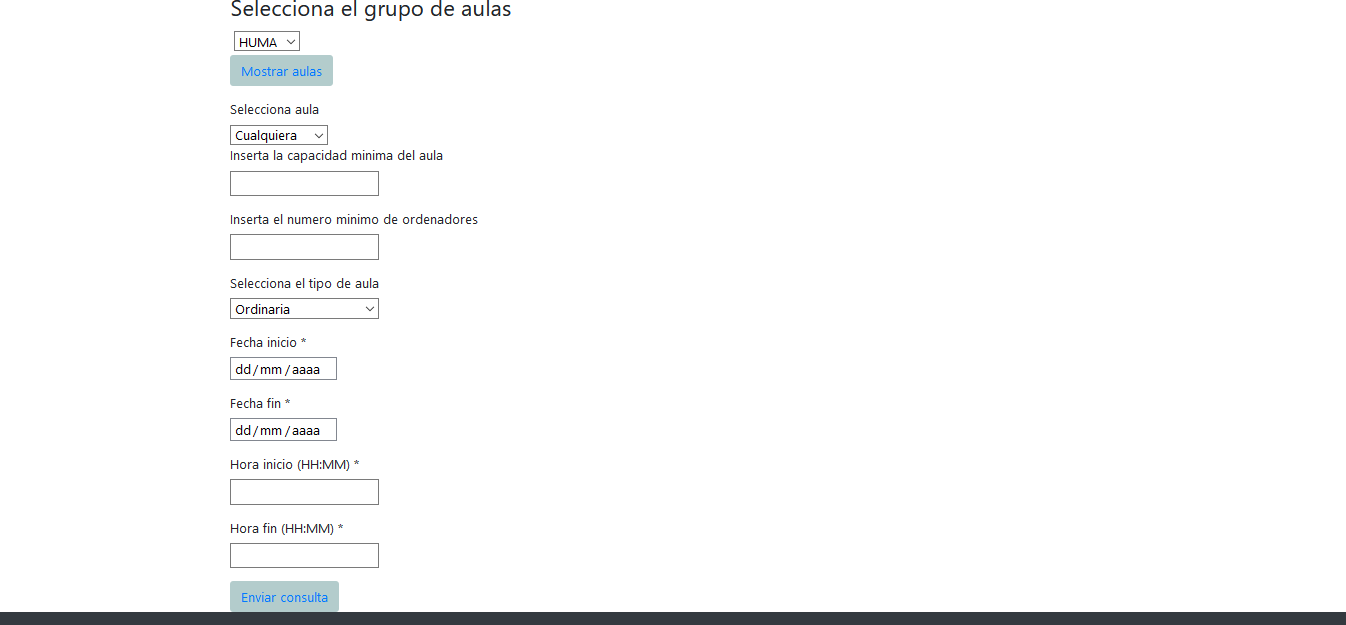 Selecciona el grupo de aulas
HUMA
Mostrar aulas
Selecciona aula
Cualquiera
Inserta la capacidad minima del aula
Inserta el numero minimo de ordenadores
Selecciona el tipo de aula
Ordinaria
Fecha inicio *
dd/mm/aaaa
Fecha fin *
dd/mm/aaaa
Hora inicio (HH:MM) *
Hora fin (HH:MM) *
Enviar consulta